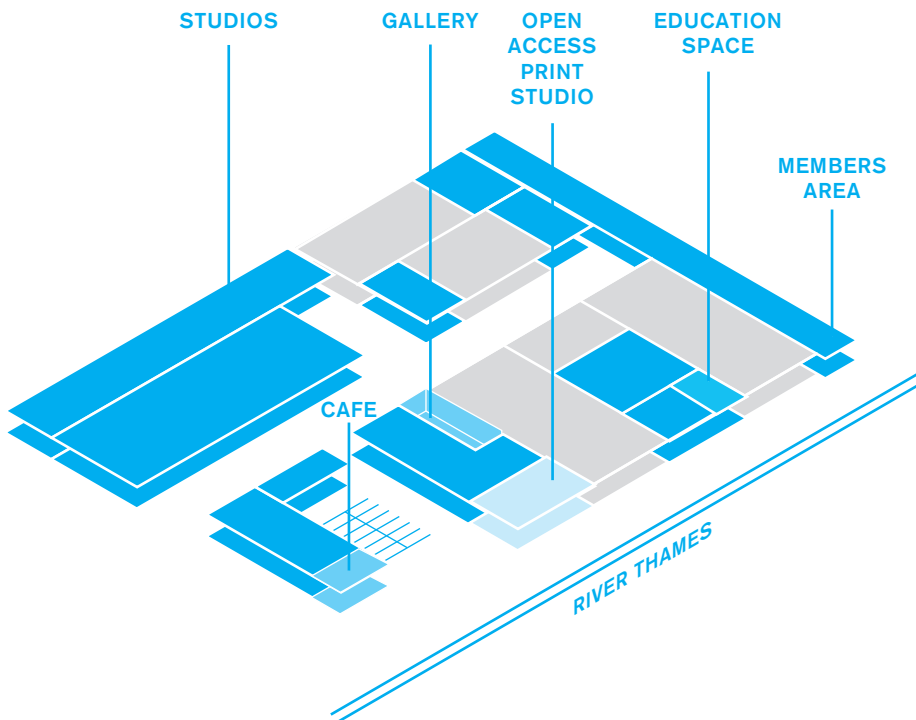 STUDIOS
GALLERY
OPEN
ACCESS
PRINT
STUDIO
EDUCATION
SPACE
MEMBERS
AREA
CAFE
RIVER THAMES